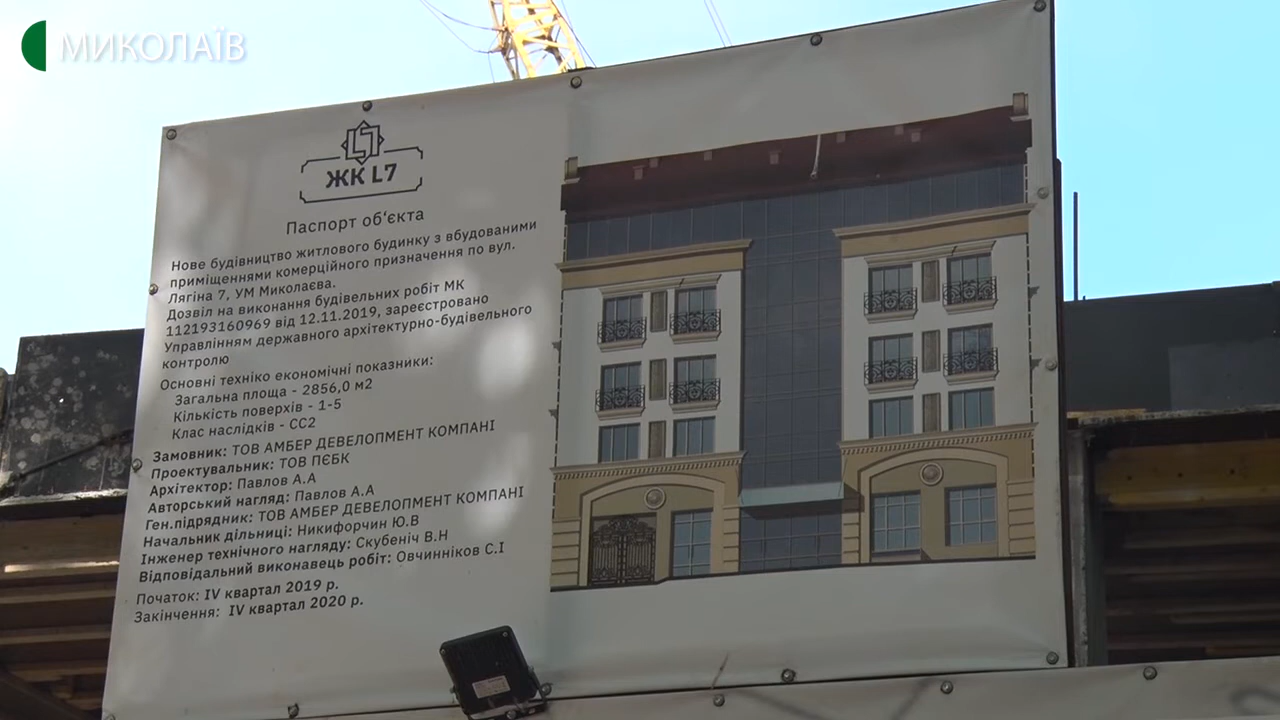 МИКОЛАЇВ
ЖК L7
Паспорт об‘єкта
Нове будівництво житлового будинку з вбудованими
приміщеннями комерційного призначення по вул.
Лягіна 7, УМ Миколаєва.
Дозвіл на виконання будівельних робіт МК
112193160969 від 12.11.2019, зареєстровано
Управлінням державного архітектурно-будівельного
контролю
Основні техніко економічні показники:
Загальна площа - 2856,0 м2
Кількість поверхів - 1-5
Клас наслідків - СС2
Замовник: ТОВ АМБЕР ДЕВЕЛОПМЕНТ КОМПАНІ
Проектувальник: ТОВ ПЄБК
Архітектор: Павлов А.А
Авторський нагляд: Павлов А.А
Ген.підрядник: ТОВ АМБЕР ДЕВЕЛОПМЕНТ КОМПАНІ
Начальник дільниці: Никифорчин Ю.В
Інженер технічного нагляду: Скубеніч В.Н
Відповідальний виконавець робіт: Овчинніков С.І
Початок: IV квартал 2019 р.
Закінчення: IV квартал 2020 р.